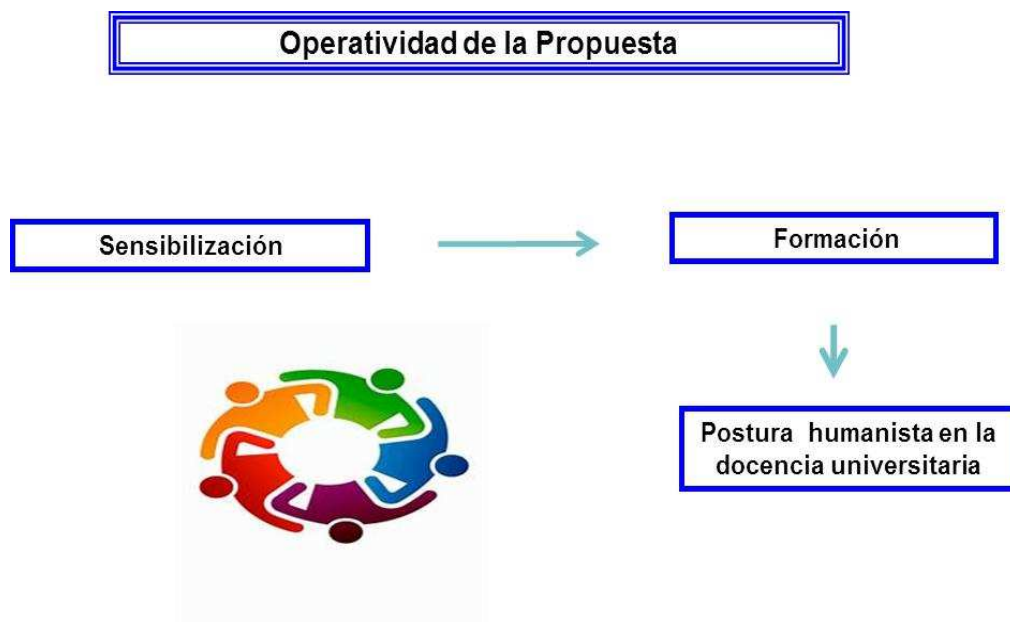 Operatividad de la Propuesta
Sensibilización
Formación
Postura humanista en la
docencia universitaria